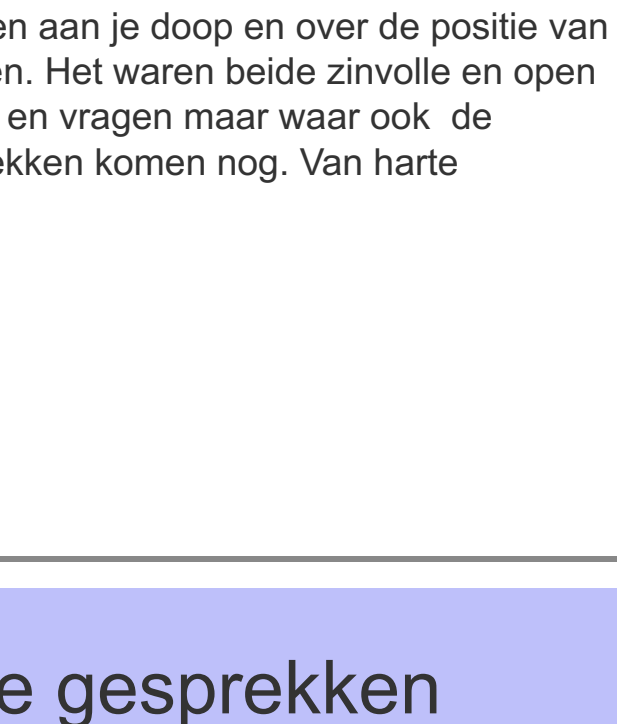 en aan je doop en over de positie van
en. Het waren beide zinvolle en open
en vragen maar waar ook de
ekken komen nog. Van harte
e gesprekken